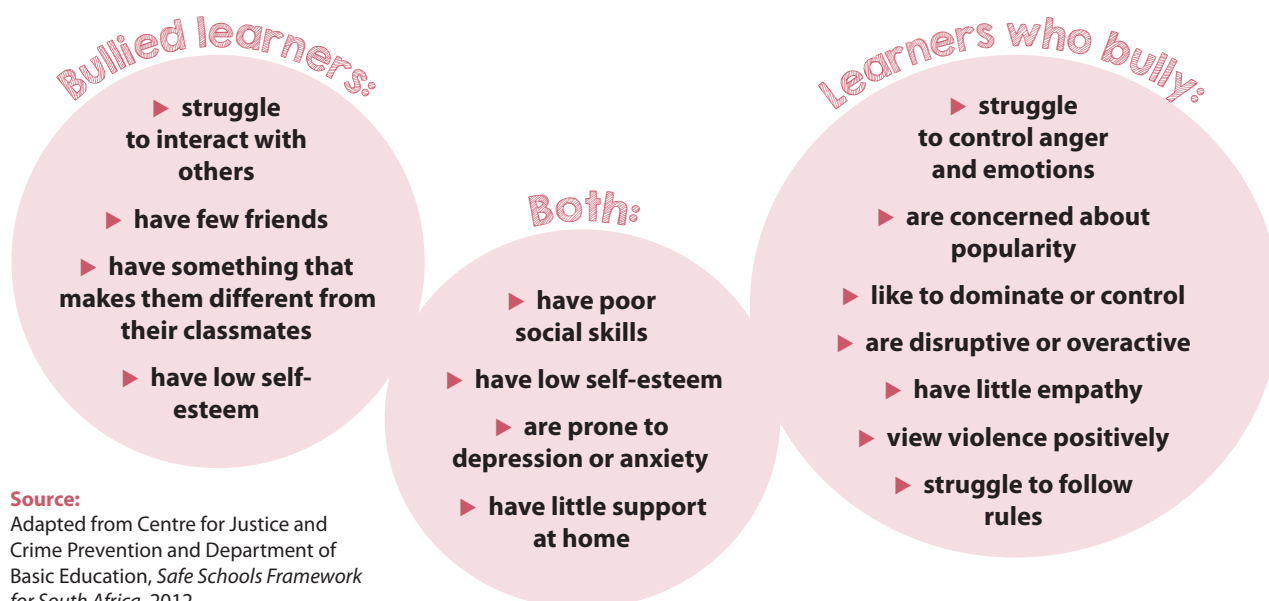 Bullied learners:
▶ struggle
to interact with
others
▶ have few friends
▶ have something that
makes them different from
their classmates
▶ have low self-
esteem
Both:
▶ have poor
social skills
▶ have low self-esteem
▶ are prone to
depression or anxiety
▶ have little support
at home
Learners who bully:
▶ struggle
to control anger
and emotions
▶ are concerned about
popularity
▶ like to dominate or control
▶ are disruptive or overactive
▶ have little empathy
▶ view violence positively
▶ struggle to follow
rules
Source:
Adapted from Centre for Justice and
Crime Prevention and Department of
Basic Education, Safe Schools Framework
for South Africa, 2012